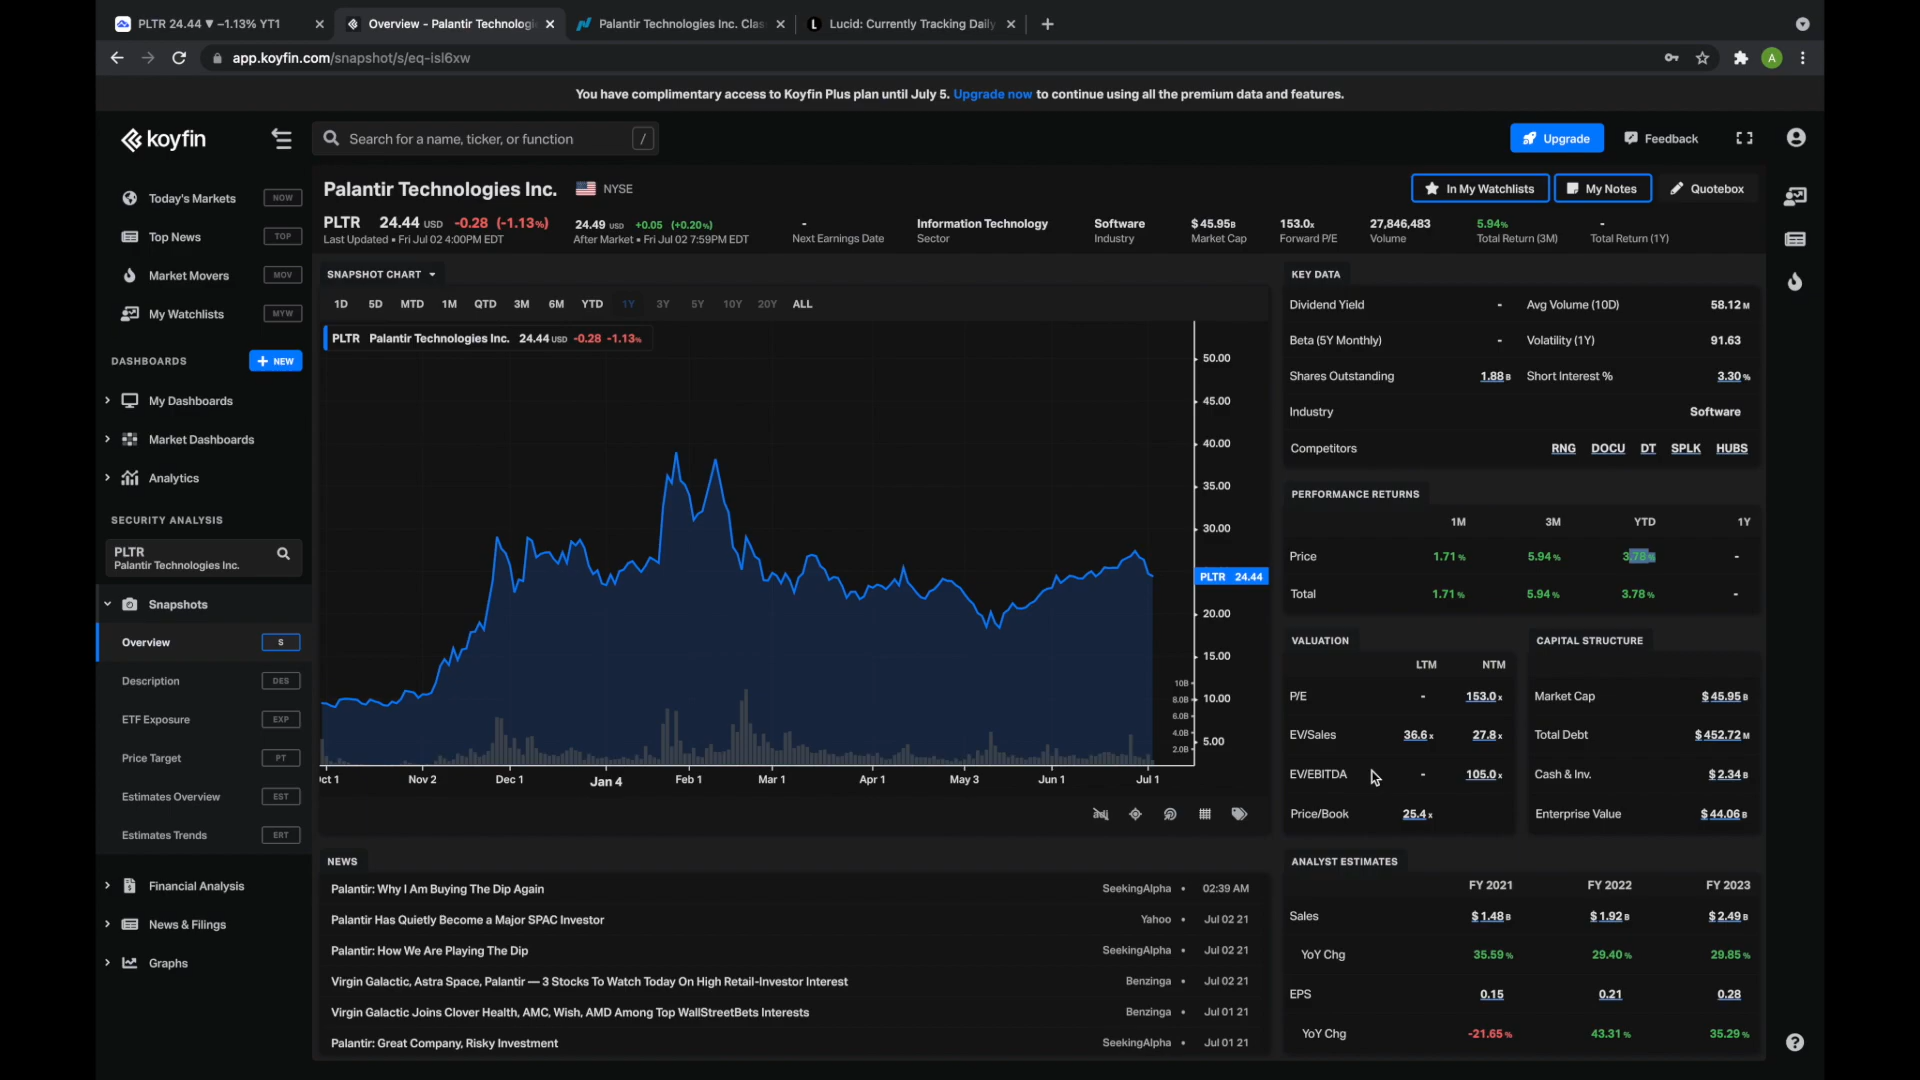 PLTR 24.44 ▼ −1.13% YT1
Overview - Palantir Technologi
Palantir Technologies Inc. Clas
Lucid: Currently Tracking Daily
app.koyfin.com/snapshot/s/eq-isl6xw
A
You have complimentary access to Koyfin Plus plan until July 5. Upgrade now to continue using all the premium data and features.
koyfin
Search for a name, ticker, or function /
Upgrade
Feedback
Today's Markets NOW
Top News TOP
Market Movers MOV
My Watchlists MYW
DASHBOARDS + NEW
My Dashboards
Market Dashboards
Analytics
SECURITY ANALYSIS
PLTR
Palantir Technologies Inc.
Snapshots
Overview S
Description DES
ETF Exposure EXP
Price Target PT
Estimates Overview EST
Estimates Trends ERT
Financial Analysis
News & Filings
Graphs
Palantir Technologies Inc. NYSE
In My Watchlists
My Notes
Quotebox
PLTR 24.44 USD -0.28 (-1.13%)
Last Updated • Fri Jul 02 4:00PM EDT
24.49 USD +0.05 (+0.20%)
After Market • Fri Jul 02 7:59PM EDT
-
Next Earnings Date
Information Technology
Sector
Software
Industry
$45.95B
Market Cap
153.0x
Forward P/E
27,846,483
Volume
5.94%
Total Return (3M)
-
Total Return (1Y)
SNAPSHOT CHART
1D 5D MTD 1M QTD 3M 6M YTD 1Y 3Y 5Y 10Y 20Y ALL
PLTR Palantir Technologies Inc. 24.44 USD -0.28 -1.13%
50.00
45.00
40.00
35.00
30.00
PLTR 24.44
20.00
15.00
10.00
5.00
10B
8.0B
6.0B
4.0B
2.0B
ct 1 Nov 2 Dec 1 Jan 4 Feb 1 Mar 1 Apr 1 May 3 Jun 1 Jul 1
NEWS
Palantir: Why I Am Buying The Dip Again SeekingAlpha • 02:39 AM
Palantir Has Quietly Become a Major SPAC Investor Yahoo • Jul 02 21
Palantir: How We Are Playing The Dip SeekingAlpha • Jul 02 21
Virgin Galactic, Astra Space, Palantir — 3 Stocks To Watch Today On High Retail-Investor Interest Benzinga • Jul 02 21
Virgin Galactic Joins Clover Health, AMC, Wish, AMD Among Top WallStreetBets Interests Benzinga • Jul 01 21
Palantir: Great Company, Risky Investment SeekingAlpha • Jul 01 21
KEY DATA
Dividend Yield - Avg Volume (10D) 58.12 M
Beta (5Y Monthly) - Volatility (1Y) 91.63
Shares Outstanding 1.88 B Short Interest % 3.30 %
Industry Software
Competitors RNG DOCU DT SPLK HUBS
PERFORMANCE RETURNS
1M 3M YTD 1Y
Price 1.71 % 5.94 % 3.78 % -
Total 1.71 % 5.94 % 3.78 % -
VALUATION
LTM NTM
P/E - 153.0 x
EV/Sales 36.6 x 27.8 x
EV/EBITDA - 105.0 x
Price/Book 25.4 x
CAPITAL STRUCTURE
Market Cap $45.95 B
Total Debt $452.72 M
Cash & Inv. $2.34 B
Enterprise Value $44.06 B
ANALYST ESTIMATES
FY 2021 FY 2022 FY 2023
Sales $1.48 B $1.92 B $2.49 B
YoY Chg 35.59 % 29.40 % 29.85 %
EPS 0.15 0.21 0.28
YoY Chg -21.65 % 43.31 % 35.29 %
?